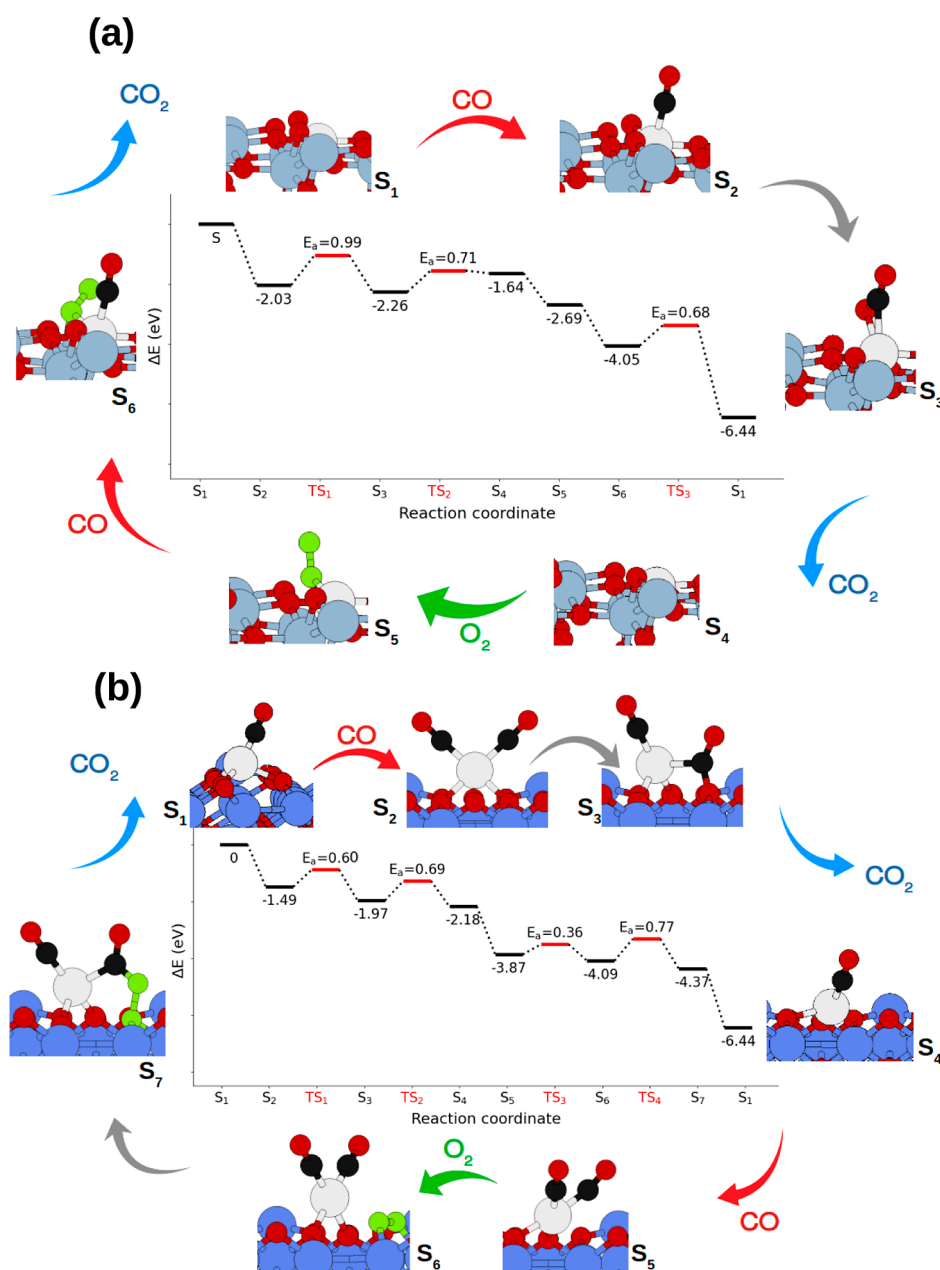 (a)
CO₂
CO
S₁
S₂
S
Eₐ=0.99
Eₐ=0.71
-2.03
-2.26
-1.64
-2.69
Eₐ=0.68
-4.05
-6.44
ΔE (eV)
S₆
S₃
S₁ S₂ TS₁ S₃ TS₂ S₄ S₅ S₆ TS₃ S₁
Reaction coordinate
CO
CO₂
S₅
O₂
S₄
(b)
CO₂
S₁
CO
S₂
S₃
CO₂
0
Eₐ=0.60
Eₐ=0.69
-1.49
-1.97
-2.18
Eₐ=0.36
Eₐ=0.77
-3.87
-4.09
-4.37
-6.44
ΔE (eV)
S₇
S₄
S₁ S₂ TS₁ S₃ TS₂ S₄ S₅ TS₃ S₆ TS₄ S₇ S₁
Reaction coordinate
O₂
CO
S₆
S₅